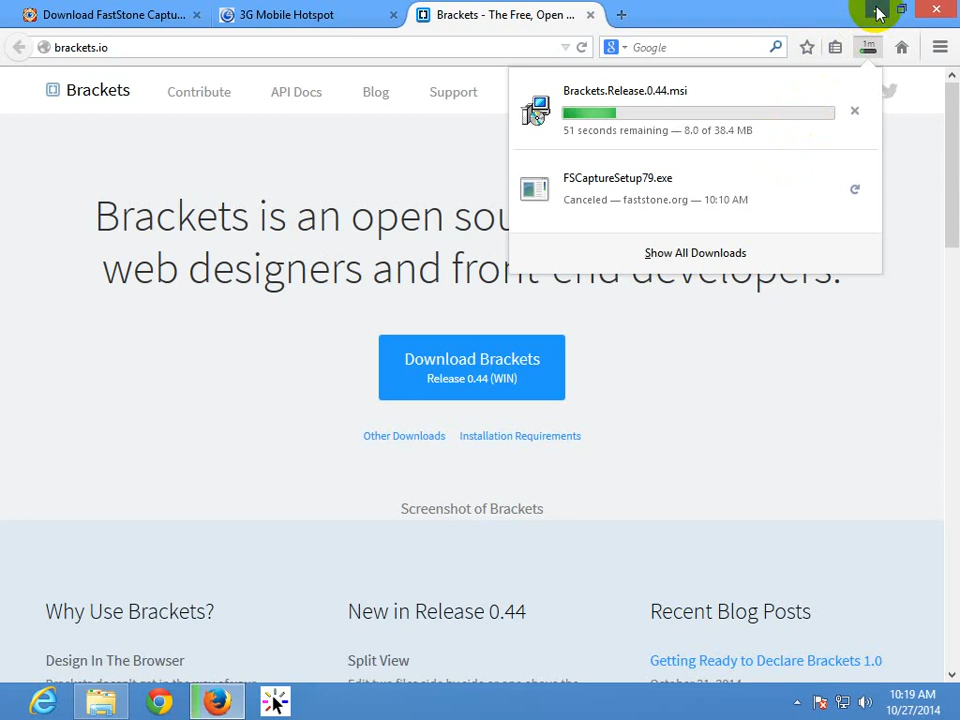 Download FastStone Captu...
3G Mobile Hotspot
Brackets - The Free, Open ...
brackets.io
Google
1m
Brackets
Contribute
API Docs
Blog
Support
Brackets.Release.0.44.msi
51 seconds remaining — 8.0 of 38.4 MB
FSCaptureSetup79.exe
Canceled — faststone.org — 10:10 AM
Show All Downloads
Brackets is an open sou
web designers and front-end developers.
Download Brackets
Release 0.44 (WIN)
Other Downloads
Installation Requirements
Screenshot of Brackets
Why Use Brackets?
New in Release 0.44
Recent Blog Posts
Design In The Browser
Split View
Getting Ready to Declare Brackets 1.0
10:19 AM
10/27/2014